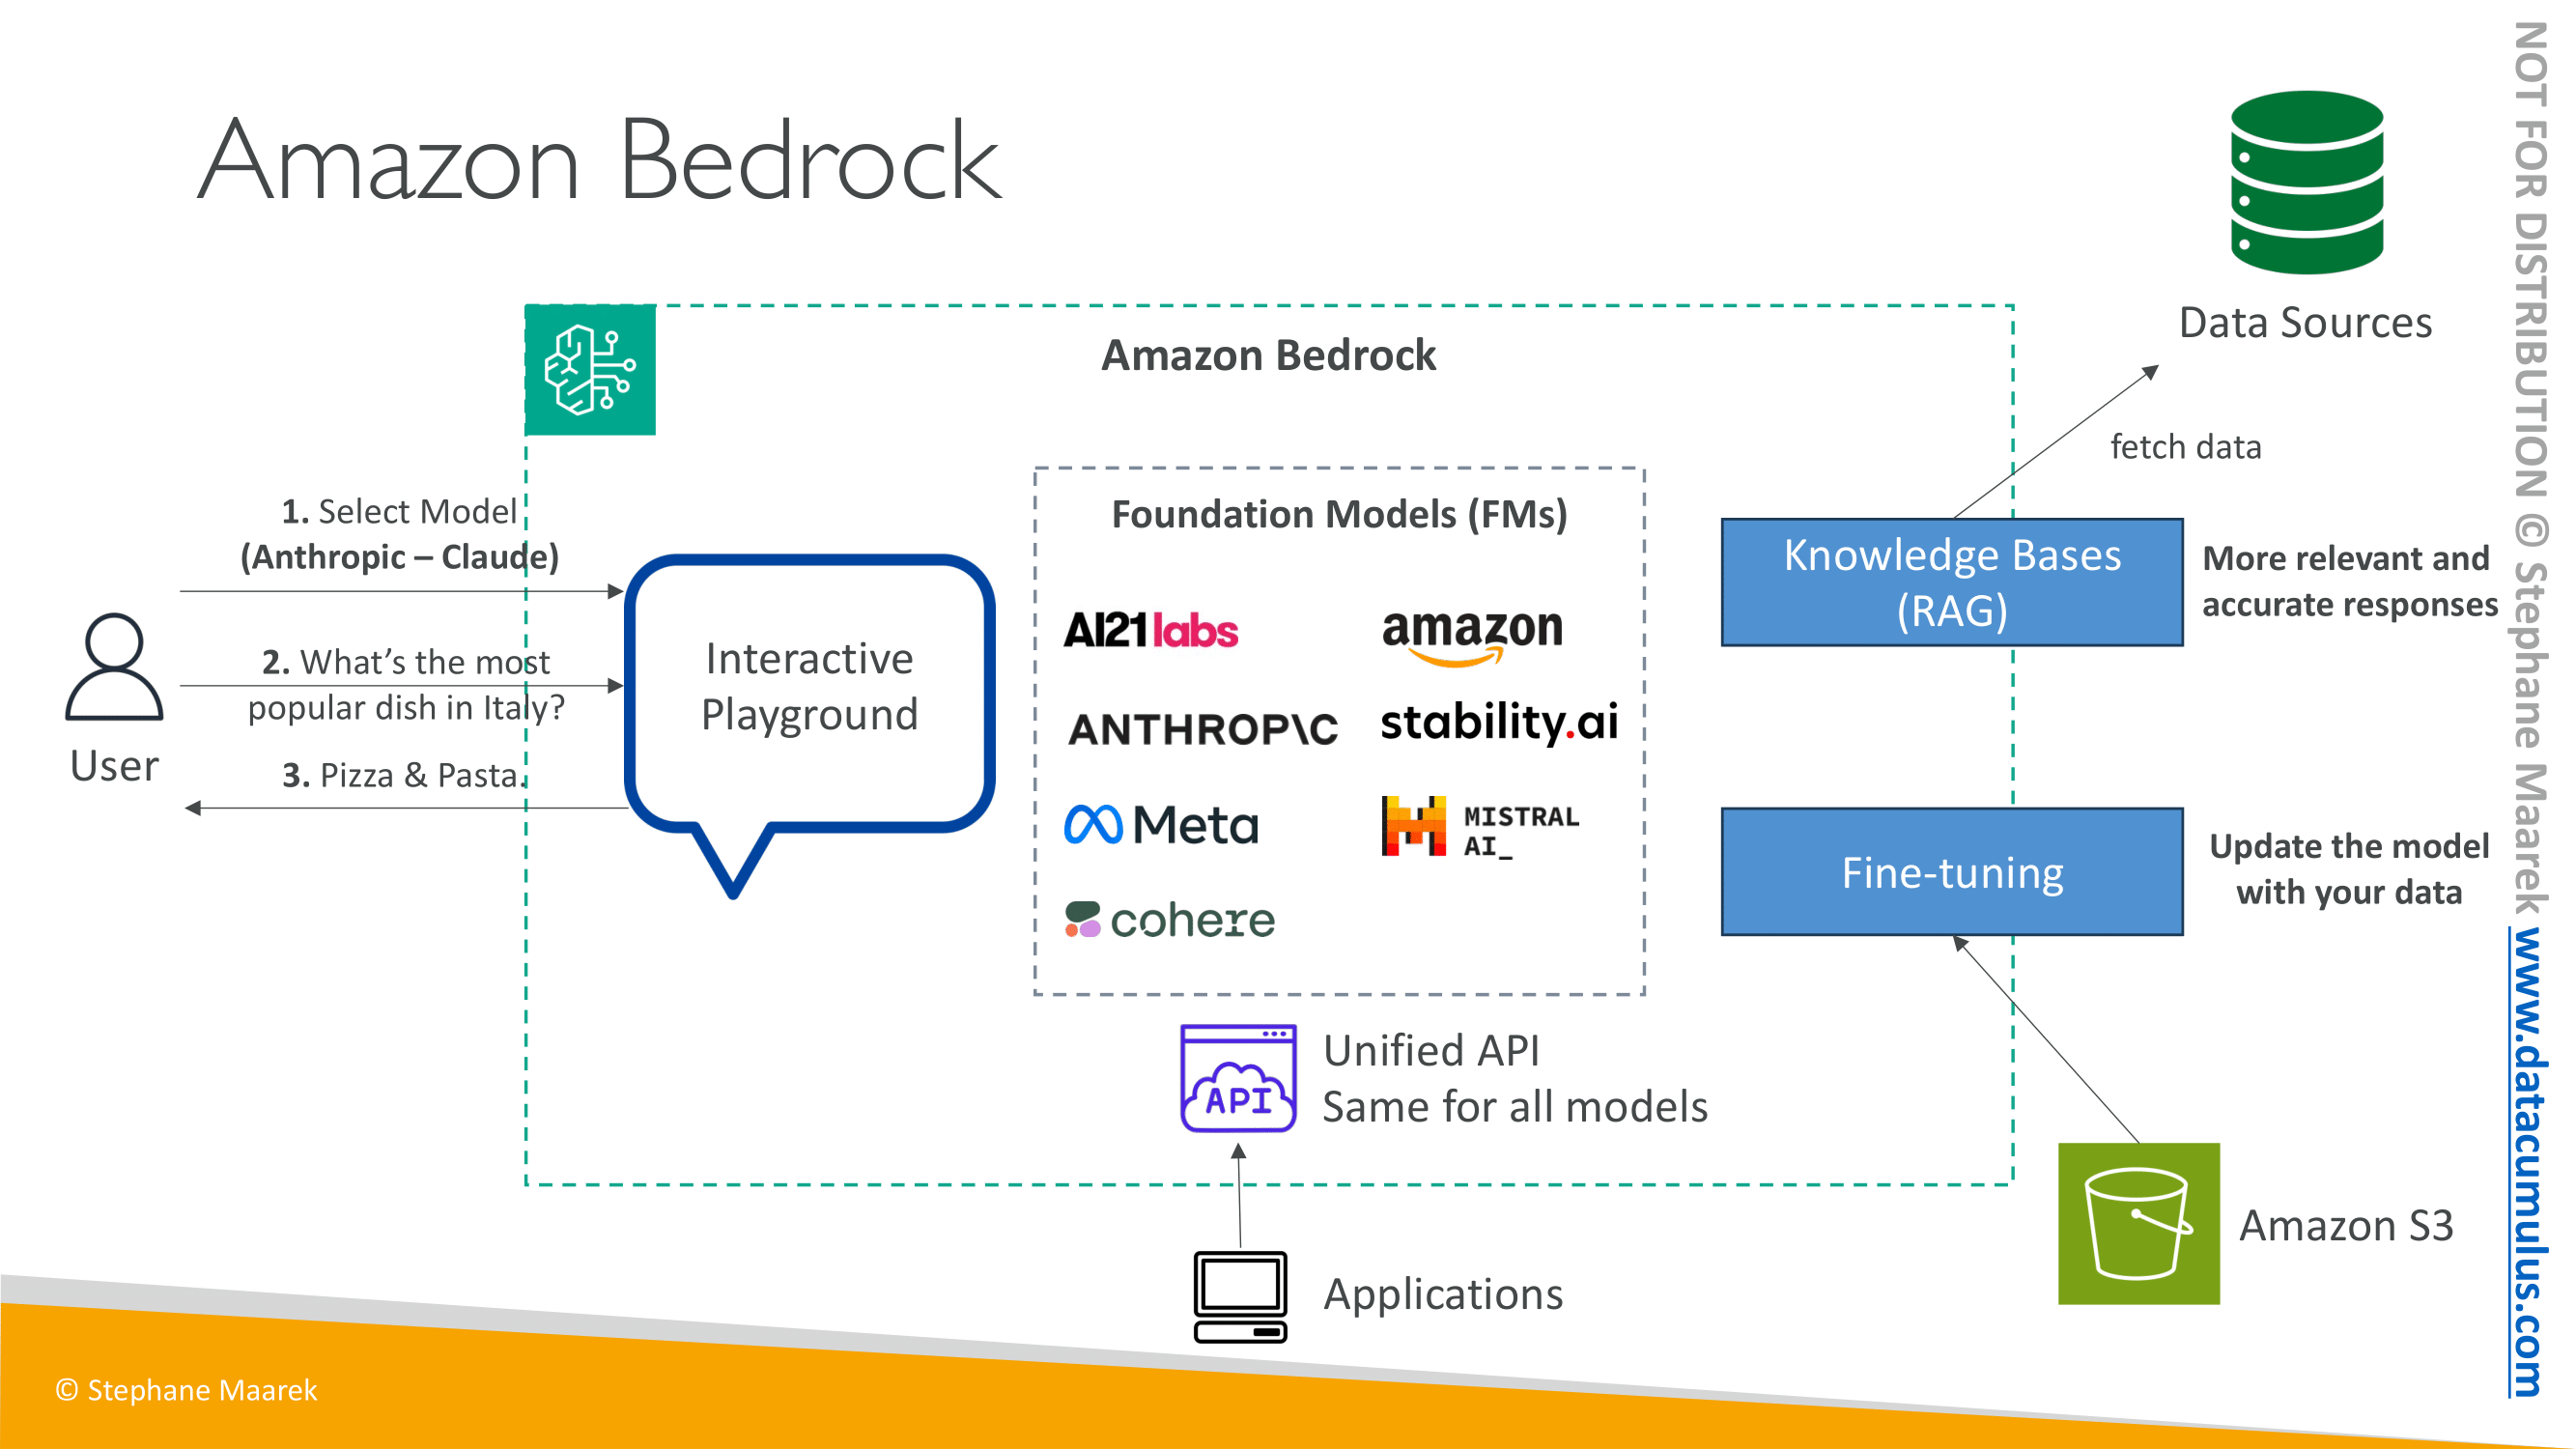 Amazon Bedrock
Amazon Bedrock
1. Select Model
(Anthropic – Claude)
2. What’s the most
popular dish in Italy?
3. Pizza & Pasta.
User
Interactive
Playground
Foundation Models (FMs)
AI21labs
amazon
ANTHROP\C
stability.ai
Meta
MISTRAL
AI_
cohere
API
Unified API
Same for all models
Applications
Data Sources
fetch data
Knowledge Bases
(RAG)
More relevant and
accurate responses
Fine-tuning
Update the model
with your data
Amazon S3
© Stephane Maarek
NOT FOR DISTRIBUTION © Stephane Maarek www.datacumulus.com